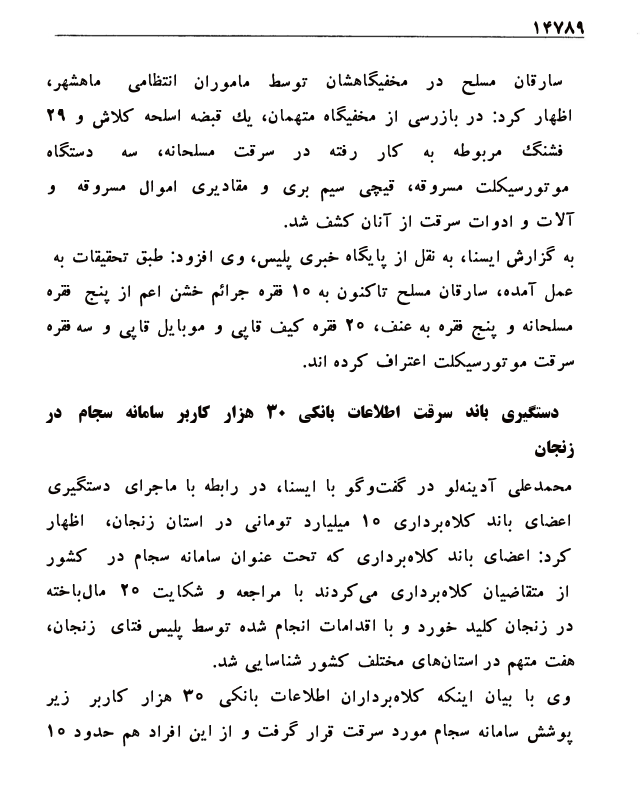 ۱۴۷۸۹
سارقان مسلح در مخفیگاهشان توسط ماموران انتظامی ماهشهر،
اظهار کرد: در بازرسی از مخفیگاه متهمان، یك قبضه اسلحه کلاش و ۲۹
فشنگ مربوطه به کار رفته در سرقت مسلحانه، سه دستگاه
موتورسیکلت مسروقه، قیچی سیم بری و مقادیری اموال مسروقه و
آلات و ادوات سرقت از آنان کشف شد.
به گزارش ایسنا، به نقل از پایگاه خبری پلیس، وی افزود: طبق تحقیقات به
عمل آمده، سارقان مسلح تاکنون به ۱۰ فقره جرائم خشن اعم از پنج فقره
مسلحانه و پنج فقره به عنف، ۲۰ فقره کیف قاپی و موبایل قاپی و سه فقره
سرقت موتورسیکلت اعتراف کرده اند.
دستگیری باند سرقت اطلاعات بانکی ۳۰ هزار کاربر سامانه سجام در
زنجان
محمدعلی آدینه‌لو در گفت‌وگو با ایسنا، در رابطه با ماجرای دستگیری
اعضای باند کلاه‌برداری ۱۰ میلیارد تومانی در استان زنجان، اظهار
کرد: اعضای باند کلاه‌برداری که تحت عنوان سامانه سجام در کشور
از متقاضیان کلاه‌برداری می‌کردند با مراجعه و شکایت ۲۰ مال‌باخته
در زنجان کلید خورد و با اقدامات انجام شده توسط پلیس فتای زنجان،
هفت متهم در استان‌های مختلف کشور شناسایی شد.
وی با بیان اینکه کلاه‌برداران اطلاعات بانکی ۳۰ هزار کاربر زیر
پوشش سامانه سجام مورد سرقت قرار گرفت و از این افراد هم حدود ۱۰